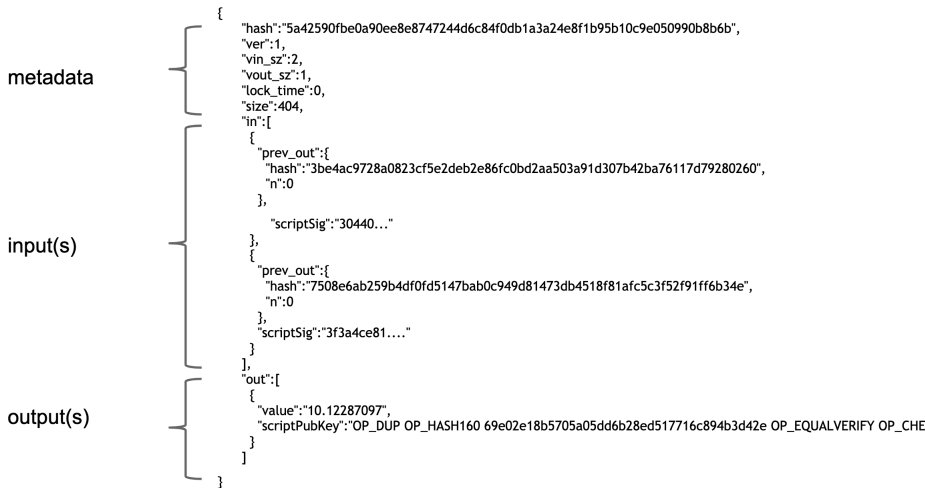 {
"hash":"5a42590fbe0a90ee8e8747244d6c84f0db1a3a24e8f1b95b10c9e050990b8b6b",
"ver":1,
"vin_sz":2,
metadata
"vout_sz":1,
"lock_time":0,
"size":404,
"in":[
{
"prev_out":{
"hash":"3be4ac9728a0823cf5e2deb2e86fc0bd2aa503a91d307b42ba76117d79280260",
"n":0
},
"scriptSig":"30440..."
input(s)
},
{
"prev_out":{
"hash":"7508e6ab259b4df0fd5147bab0c949d81473db4518f81afc5c3f52f91ff6b34e",
"n":0
},
"scriptSig":"3f3a4ce81...."
}
],
"out":[
{
output(s)
"value":"10.12287097",
"scriptPubKey":"OP_DUP OP_HASH160 69e02e18b5705a05dd6b28ed517716c894b3d42e OP_EQUALVERIFY OP_CHE
}
]
}